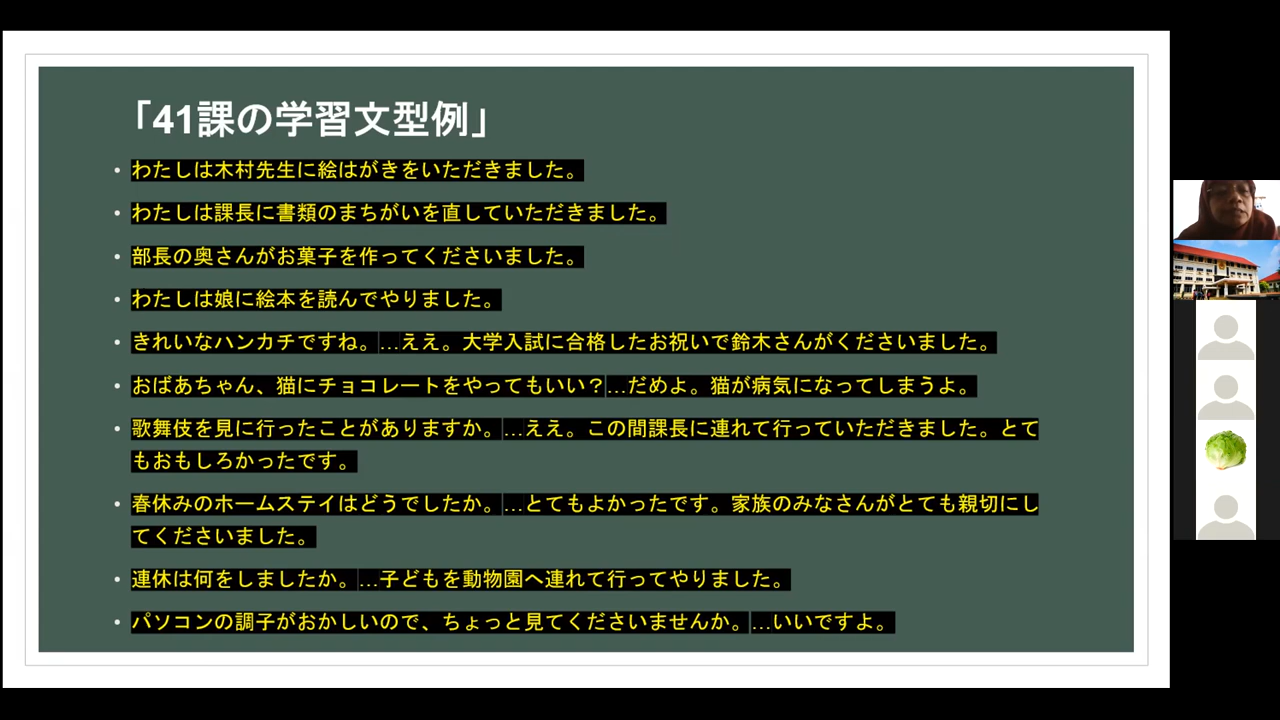 「41課の学習文型例」
• わたしは木村先生に絵はがきをいただきました。
• わたしは課長に書類のまちがいを直していただきました。
• 部長の奥さんがお菓子を作ってくださいました。
• わたしは娘に絵本を読んでやりました。
• きれいなハンカチですね。…ええ。大学入試に合格したお祝いで鈴木さんがくださいました。
• おばあちゃん、猫にチョコレートをやってもいい？…だめよ。猫が病気になってしまうよ。
• 歌舞伎を見に行ったことがありますか。…ええ。この間課長に連れて行っていただきました。とて
もおもしろかったです。
• 春休みのホームステイはどうでしたか。…とてもよかったです。家族のみなさんがとても親切にし
てくださいました。
• 連休は何をしましたか。…子どもを動物園へ連れて行ってやりました。
• パソコンの調子がおかしいので、ちょっと見てくださいませんか。…いいですよ。